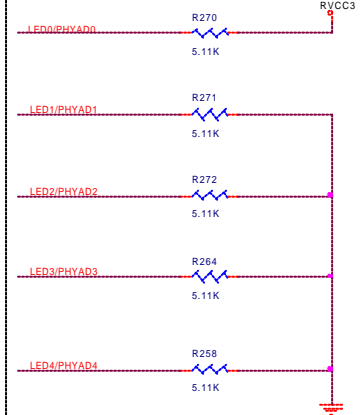 RVCC3
R270
LED0/PHYAD0
5.11K
R271
LED1/PHYAD1
5.11K
R272
LED2/PHYAD2
5.11K
R264
LED3/PHYAD3
5.11K
R258
LED4/PHYAD4
5.11K